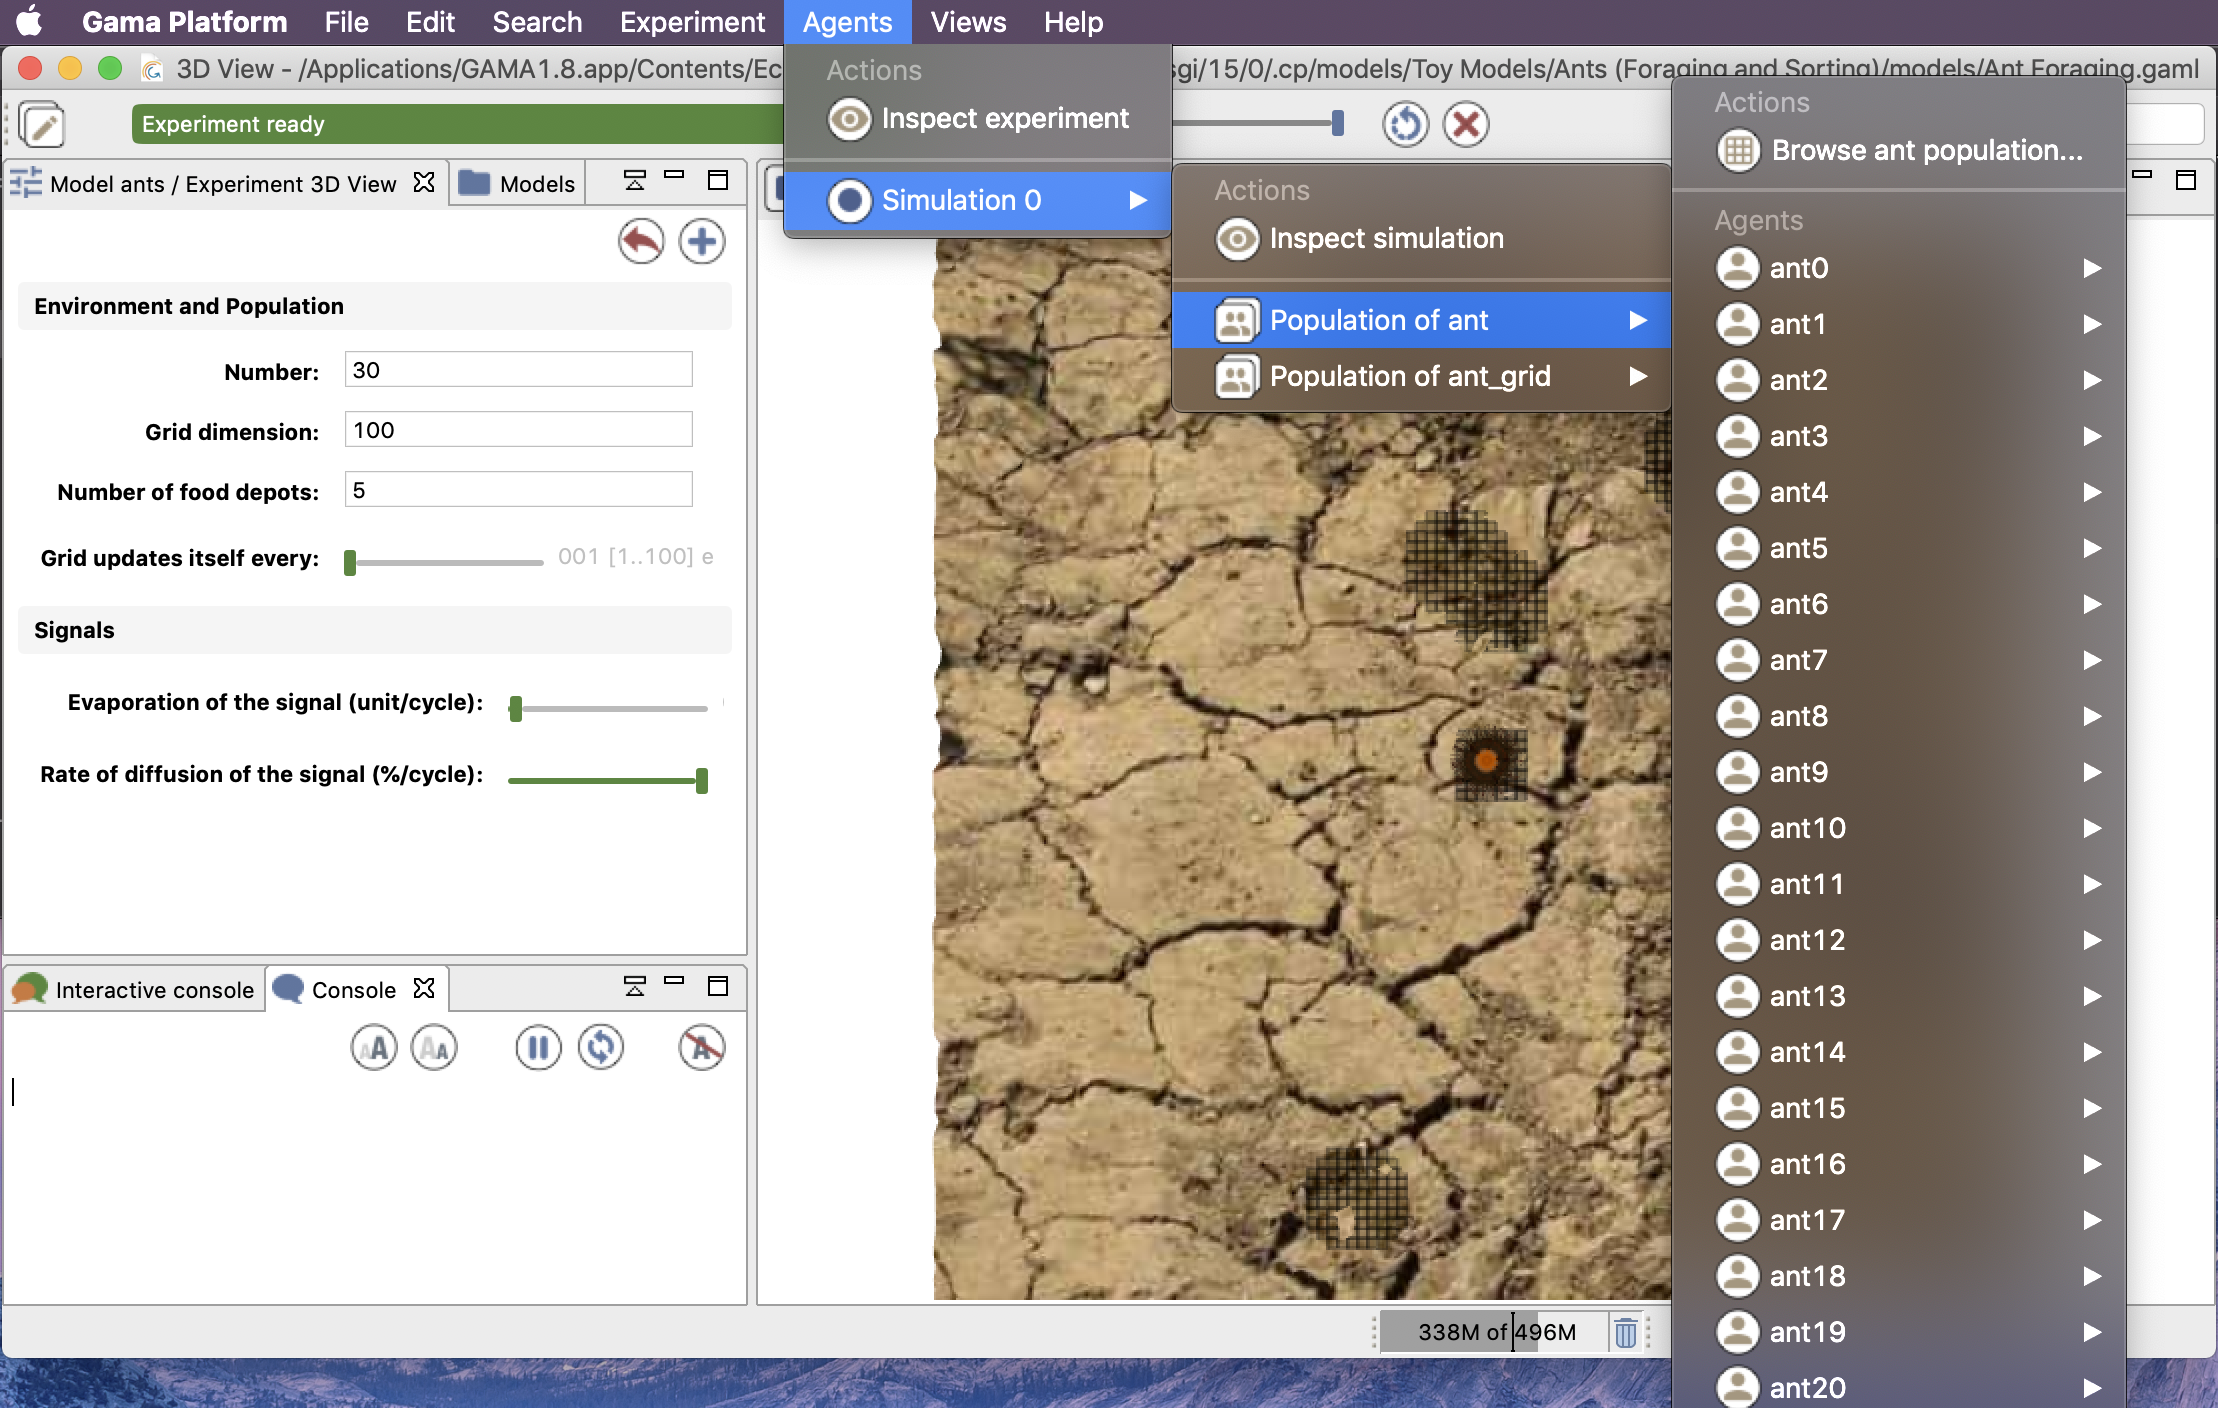 Gama Platform File Edit Search Experiment Agents Views Help
3D View - /Applications/GAMA1.8.app/Contents/Ec
sgi/15/0/.cp/models/Toy Models/Ants (Foraging and Sorting)/models/Ant Foraging.gaml
Experiment ready
Actions
Inspect experiment
Simulation 0
Actions
Inspect simulation
Population of ant
Population of ant_grid
Actions
Browse ant population...
Agents
ant0
ant1
ant2
ant3
ant4
ant5
ant6
ant7
ant8
ant9
ant10
ant11
ant12
ant13
ant14
ant15
ant16
ant17
ant18
ant19
ant20
Model ants / Experiment 3D View
Models
Environment and Population
Number: 30
Grid dimension: 100
Number of food depots: 5
Grid updates itself every: 001 [1..100] e
Signals
Evaporation of the signal (unit/cycle):
Rate of diffusion of the signal (%/cycle):
Interactive console
Console
338M of 496M